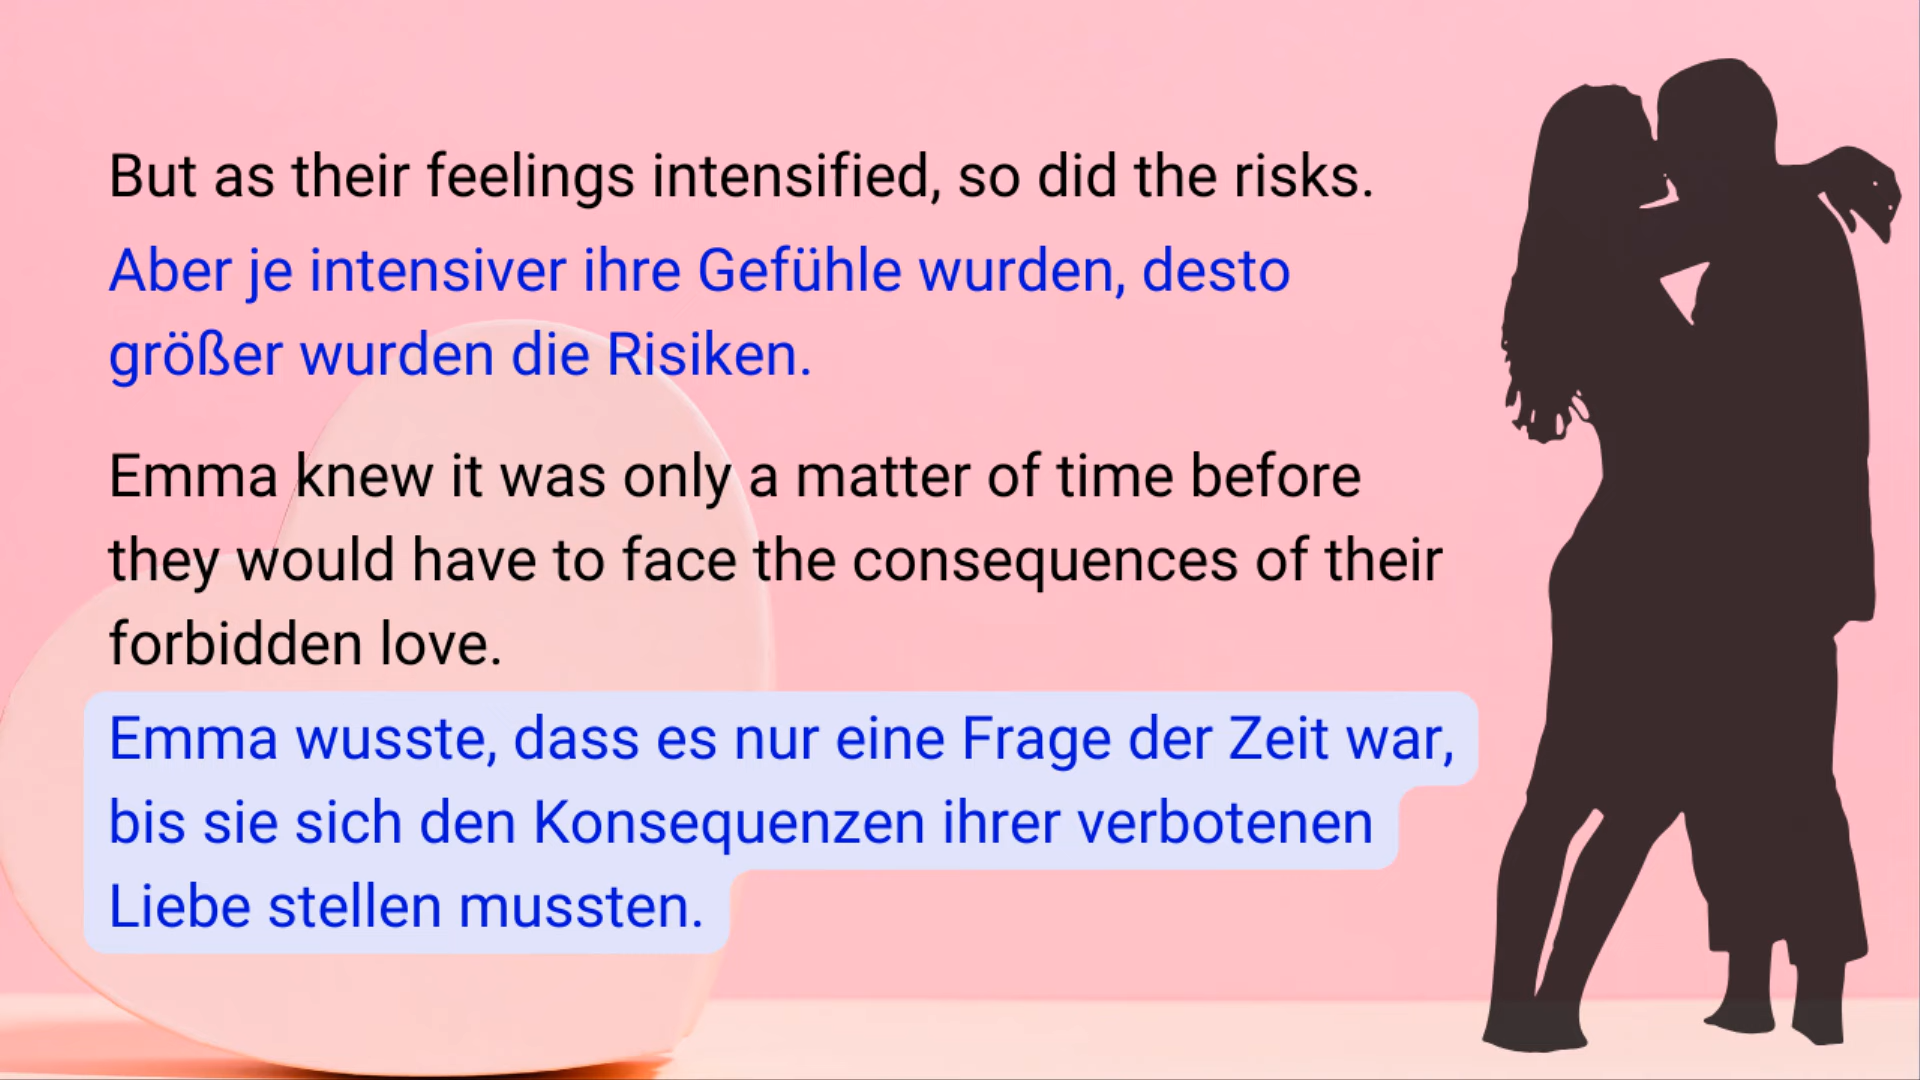 But as their feelings intensified, so did the risks.
Aber je intensiver ihre Gefühle wurden, desto
größer wurden die Risiken.
Emma knew it was only a matter of time before
they would have to face the consequences of their
forbidden love.
Emma wusste, dass es nur eine Frage der Zeit war,
bis sie sich den Konsequenzen ihrer verbotenen
Liebe stellen mussten.